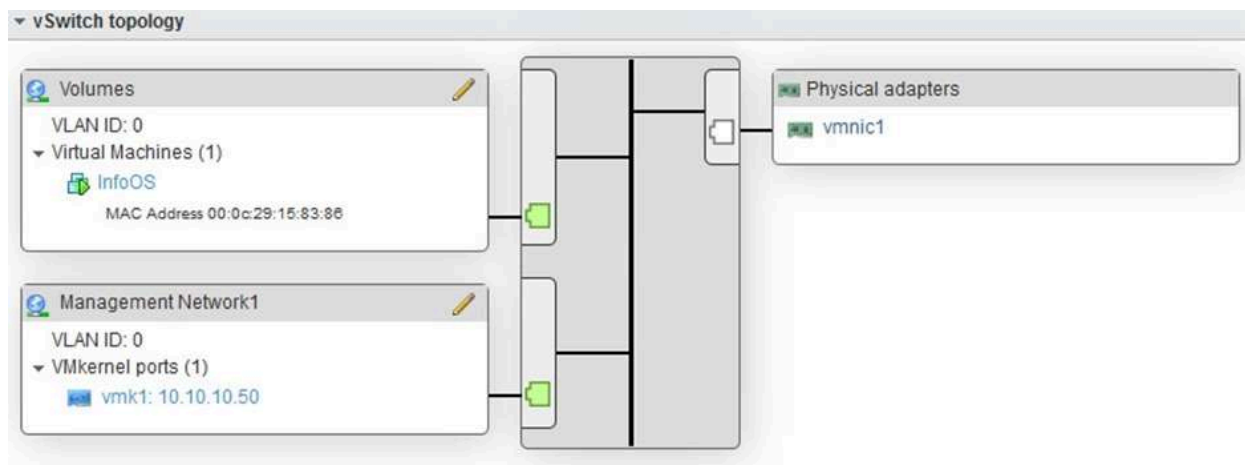 vSwitch topology
Volumes
VLAN ID: 0
Virtual Machines (1)
InfoOS
MAC Address 00:0c:29:15:83:86
Management Network1
VLAN ID: 0
VMkernel ports (1)
vmk1: 10.10.10.50
Physical adapters
vmnic1